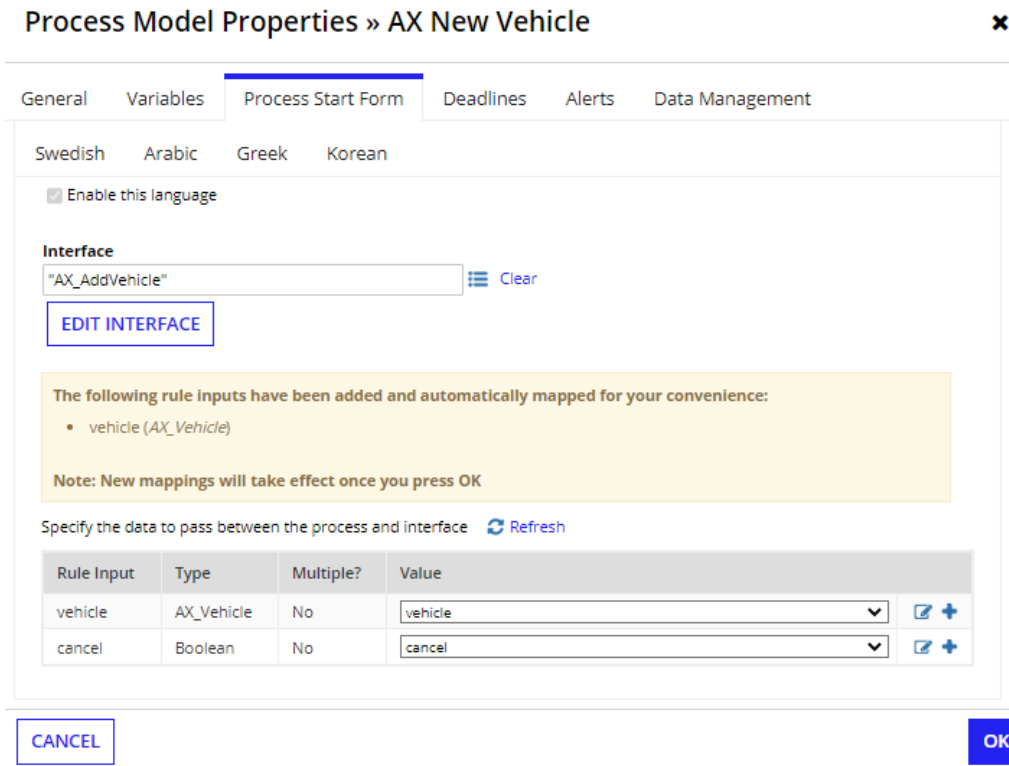 Process Model Properties » AX New Vehicle
General Variables Process Start Form Deadlines Alerts Data Management
Swedish Arabic Greek Korean
Enable this language
Interface
"AX_AddVehicle" Clear
EDIT INTERFACE
The following rule inputs have been added and automatically mapped for your convenience:
• vehicle (AX_Vehicle)
Note: New mappings will take effect once you press OK
Specify the data to pass between the process and interface Refresh
Rule Input Type Multiple? Value
vehicle AX_Vehicle No vehicle
cancel Boolean No cancel
CANCEL OK